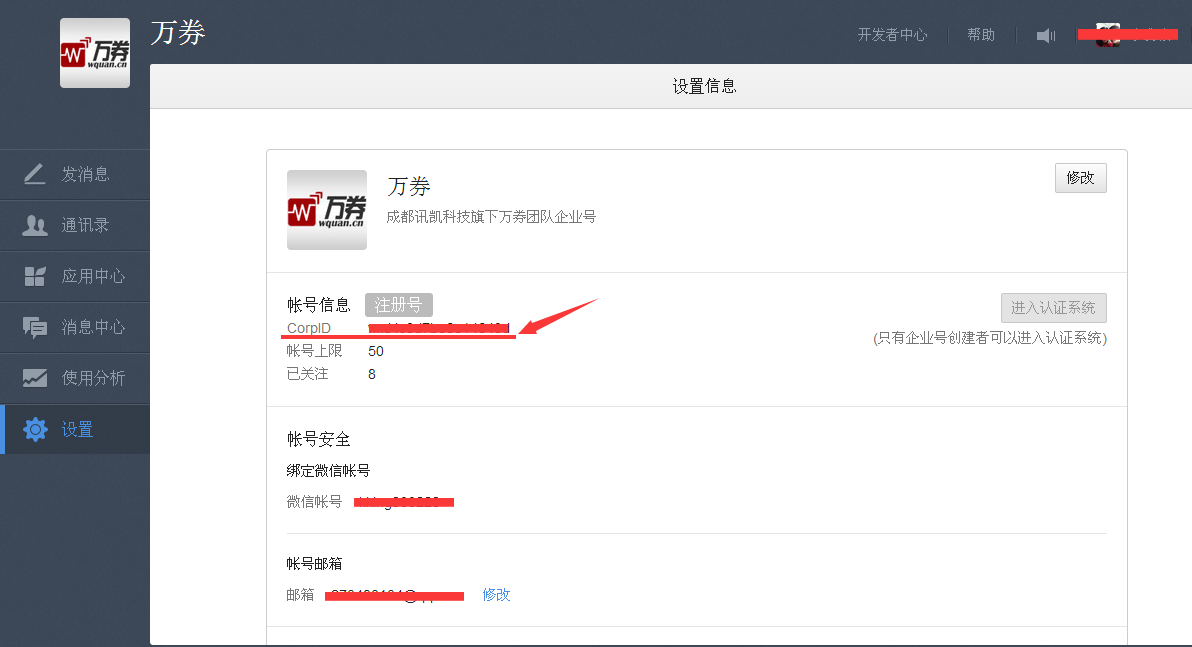 万券
万券
wquan.cn
开发者中心
帮助
设置信息
发消息
通讯录
应用中心
消息中心
使用分析
设置
万券
wquan.cn
万券
成都讯凯科技旗下万券团队企业号
修改
帐号信息 注册号
进入认证系统
(只有企业号创建者可以进入认证系统)
CorpID
帐号上限 50
已关注 8
帐号安全
绑定微信帐号
微信帐号
帐号邮箱
邮箱 修改